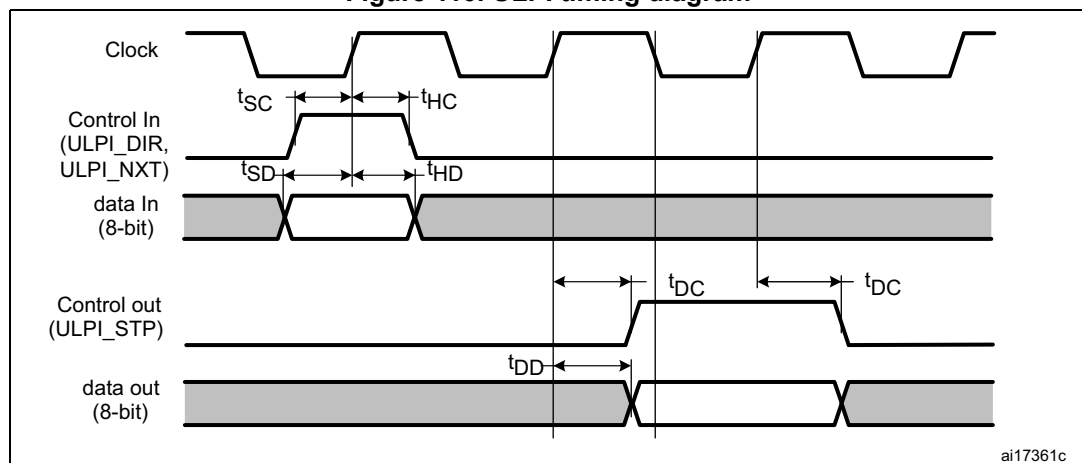 Figure ULPI timing diagram
Clock
tSC
tHC
Control In
(ULPI_DIR,
ULPI_NXT)
tSD
tHD
data In
(8-bit)
tDC
tDC
Control out
(ULPI_STP)
tDD
data out
(8-bit)
ai17361c